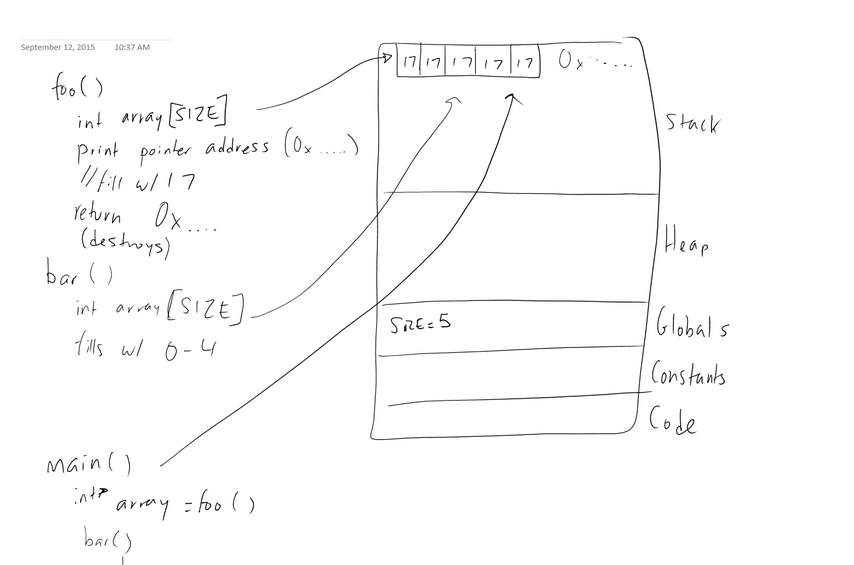 September 12, 2015 10:37 AM
foo()
int array[SIZE]
print pointer address (0x.....)
//fill w/ 17
return 0x....
(destroys)
bar()
int array[SIZE]
fills w/ 0-4
main()
int* array = foo()
bar()
17 17 17 17 17 0x......
Stack
Heap
SIZE=5
Globals
Constants
Code